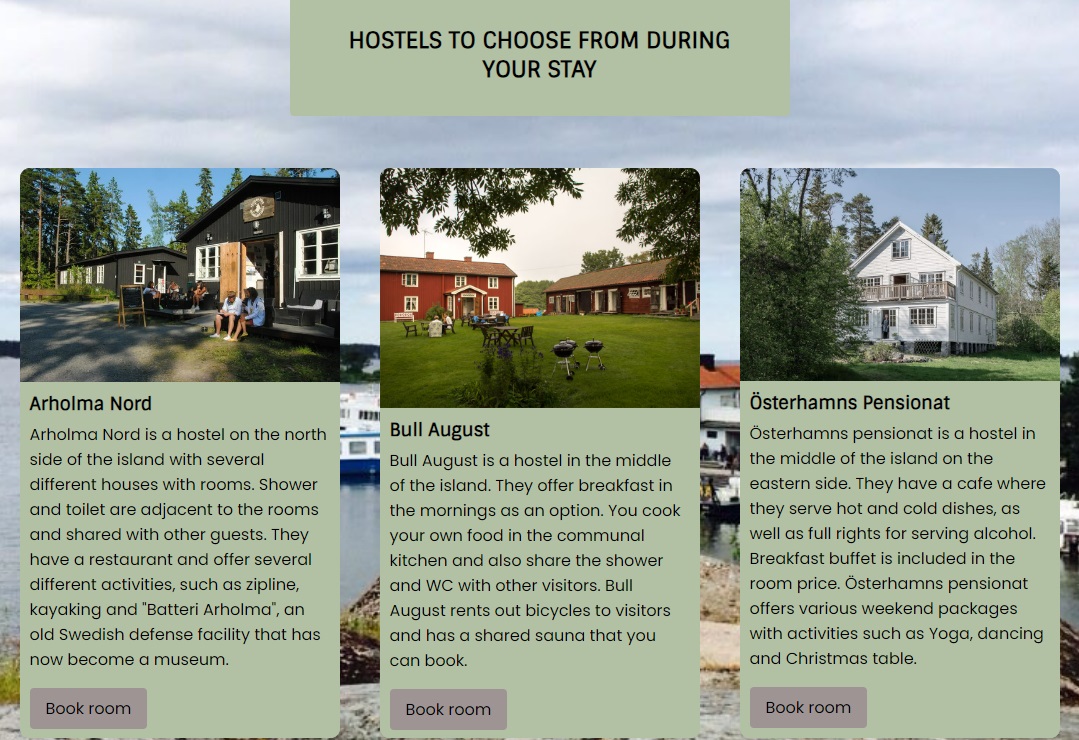 HOSTELS TO CHOOSE FROM DURING
YOUR STAY
Arholma Nord
Arholma Nord is a hostel on the north
side of the island with several
different houses with rooms. Shower
and toilet are adjacent to the rooms
and shared with other guests. They
have a restaurant and offer several
different activities, such as zipline,
kayaking and "Batteri Arholma", an
old Swedish defense facility that has
now become a museum.
Book room
Bull August
Bull August is a hostel in the middle
of the island. They offer breakfast in
the mornings as an option. You cook
your own food in the communal
kitchen and also share the shower
and WC with other visitors. Bull
August rents out bicycles to visitors
and has a shared sauna that you
can book.
Book room
Österhamns Pensionat
Österhamns pensionat is a hostel in
the middle of the island on the
eastern side. They have a cafe where
they serve hot and cold dishes, as
well as full rights for serving alcohol.
Breakfast buffet is included in the
room price. Österhamns pensionat
offers various weekend packages
with activities such as Yoga, dancing
and Christmas table.
Book room